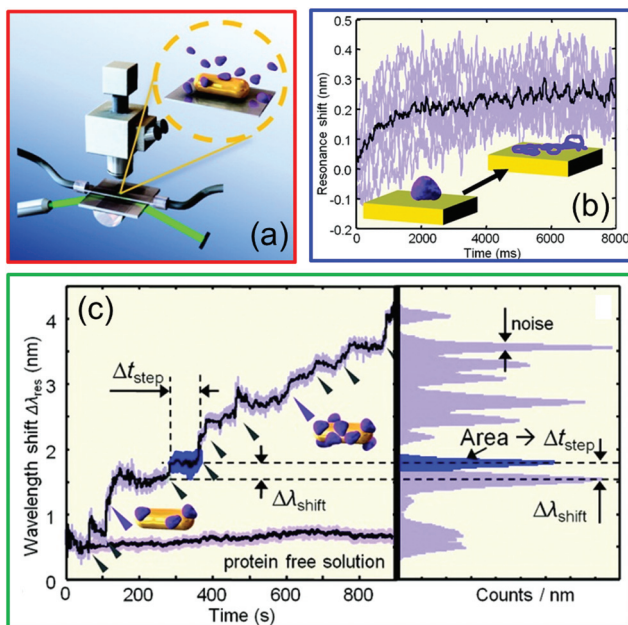 (a)
Resonance shift (nm)
0.5
0.4
0.3
0.2
0.1
0.0
-0.1
-0.2
0 2000 4000 6000 8000
Time (ms)
(b)
(c)
Wavelength shift Δλres (nm)
4
3
2
1
0
Δtstep
Δλshift
protein free solution
0 200 400 600 800
Time (s)
noise
Area → Δtstep
Δλshift
Counts / nm